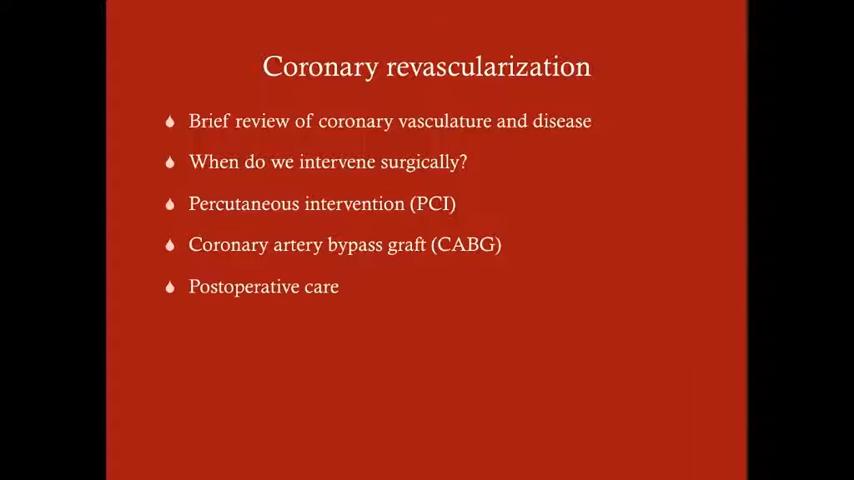 Coronary revascularization
Brief review of coronary vasculature and disease
When do we intervene surgically?
Percutaneous intervention (PCI)
Coronary artery bypass graft (CABG)
Postoperative care